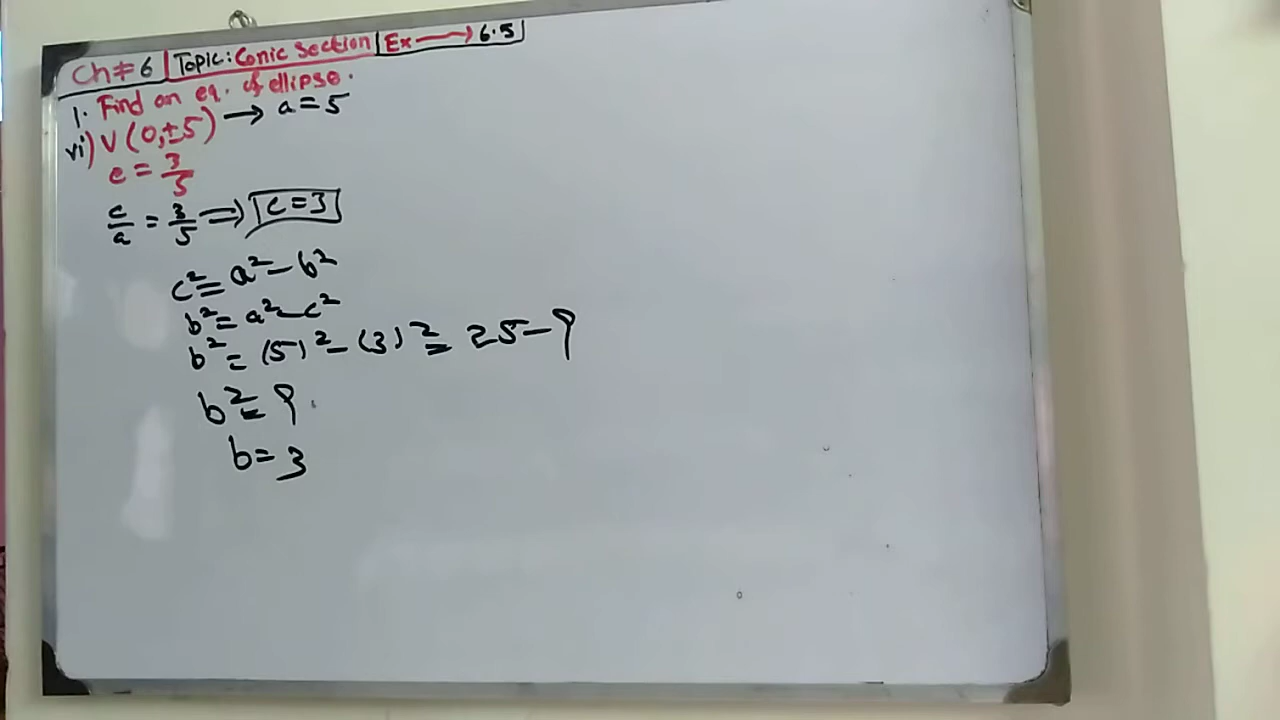 Ch # 6 | Topic: Conic Section | Ex → 6.5
1. Find an eq. of ellipse.
vi) V (0, ±5) → a = 5
e = 3/5
c/a = 3/5 ⇒ c = 3
c² = a² - b²
b² = a² - c²
b² = (5)² - (3)² = 25 - 9
b² = 9
b = 3